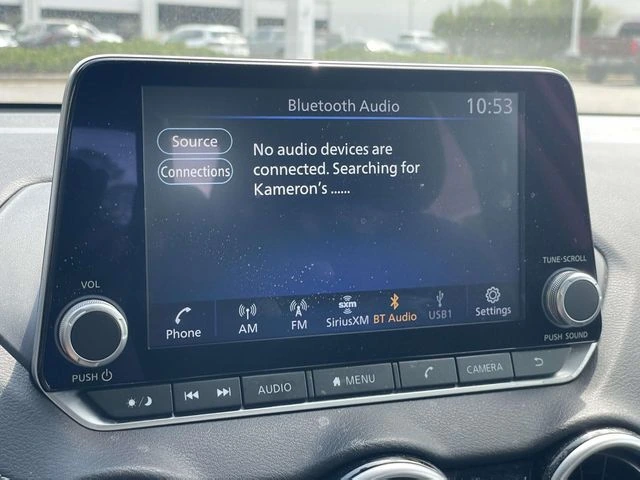 Bluetooth Audio
10:53
Source
Connections
No audio devices are
connected. Searching for
Kameron's ......
VOL
PUSH
TUNE·SCROLL
PUSH SOUND
Phone
AM
FM
sxm
SiriusXM
BT Audio
USB1
Settings
AUDIO
MENU
CAMERA